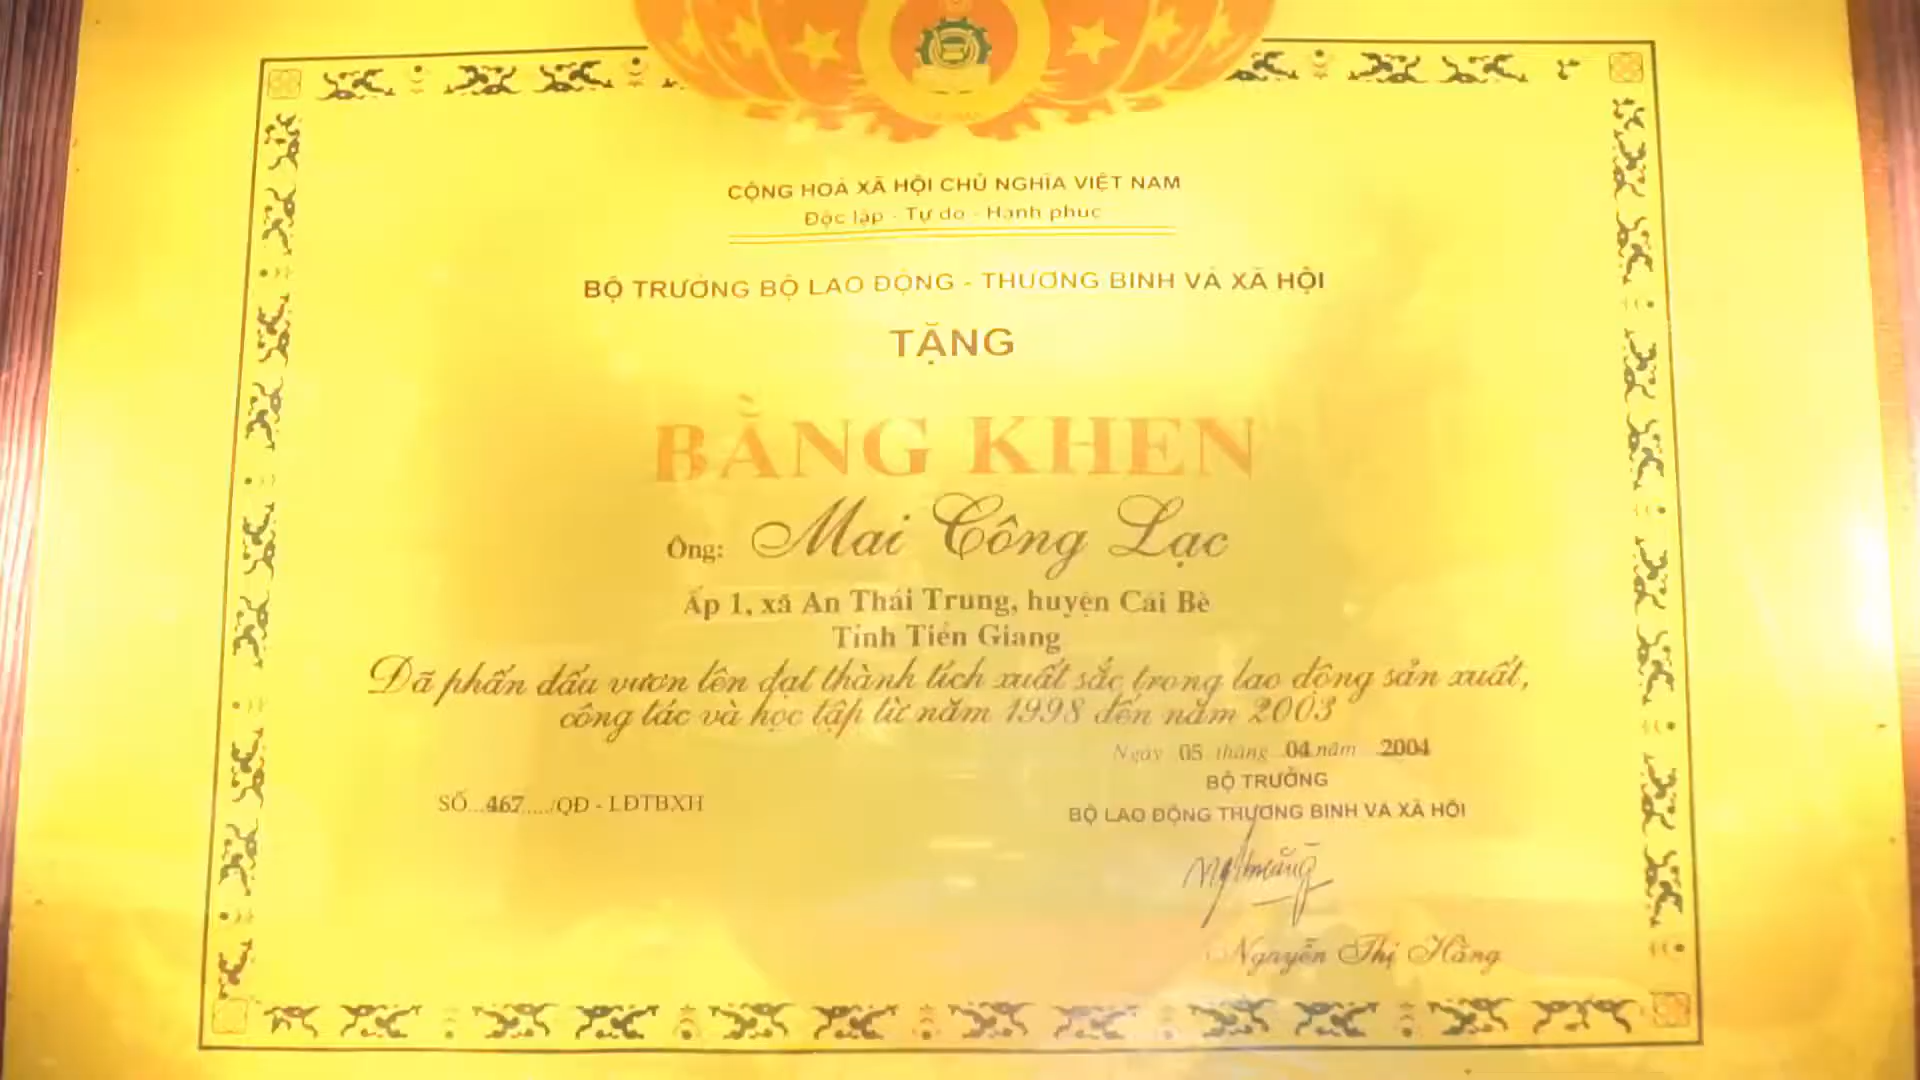 CỘNG HOÀ XÃ HỘI CHỦ NGHĨA VIỆT NAM
Độc lập - Tự do - Hạnh phúc
BỘ TRƯỞNG BỘ LAO ĐỘNG - THƯƠNG BINH VÀ XÃ HỘI
TẶNG
BẰNG KHEN
Ông: Mai Công Lạc
Ấp 1, xã An Thái Trung, huyện Cái Bè
Tỉnh Tiền Giang
Đã phấn đấu vươn lên đạt thành tích xuất sắc trong lao động sản xuất,
công tác và học tập từ năm 1998 đến năm 2003
Ngày 05 tháng 04 năm 2004
BỘ TRƯỞNG
SỐ...467..../QĐ - LĐTBXH
BỘ LAO ĐỘNG THƯƠNG BINH VÀ XÃ HỘI
Nguyễn Thị Hằng